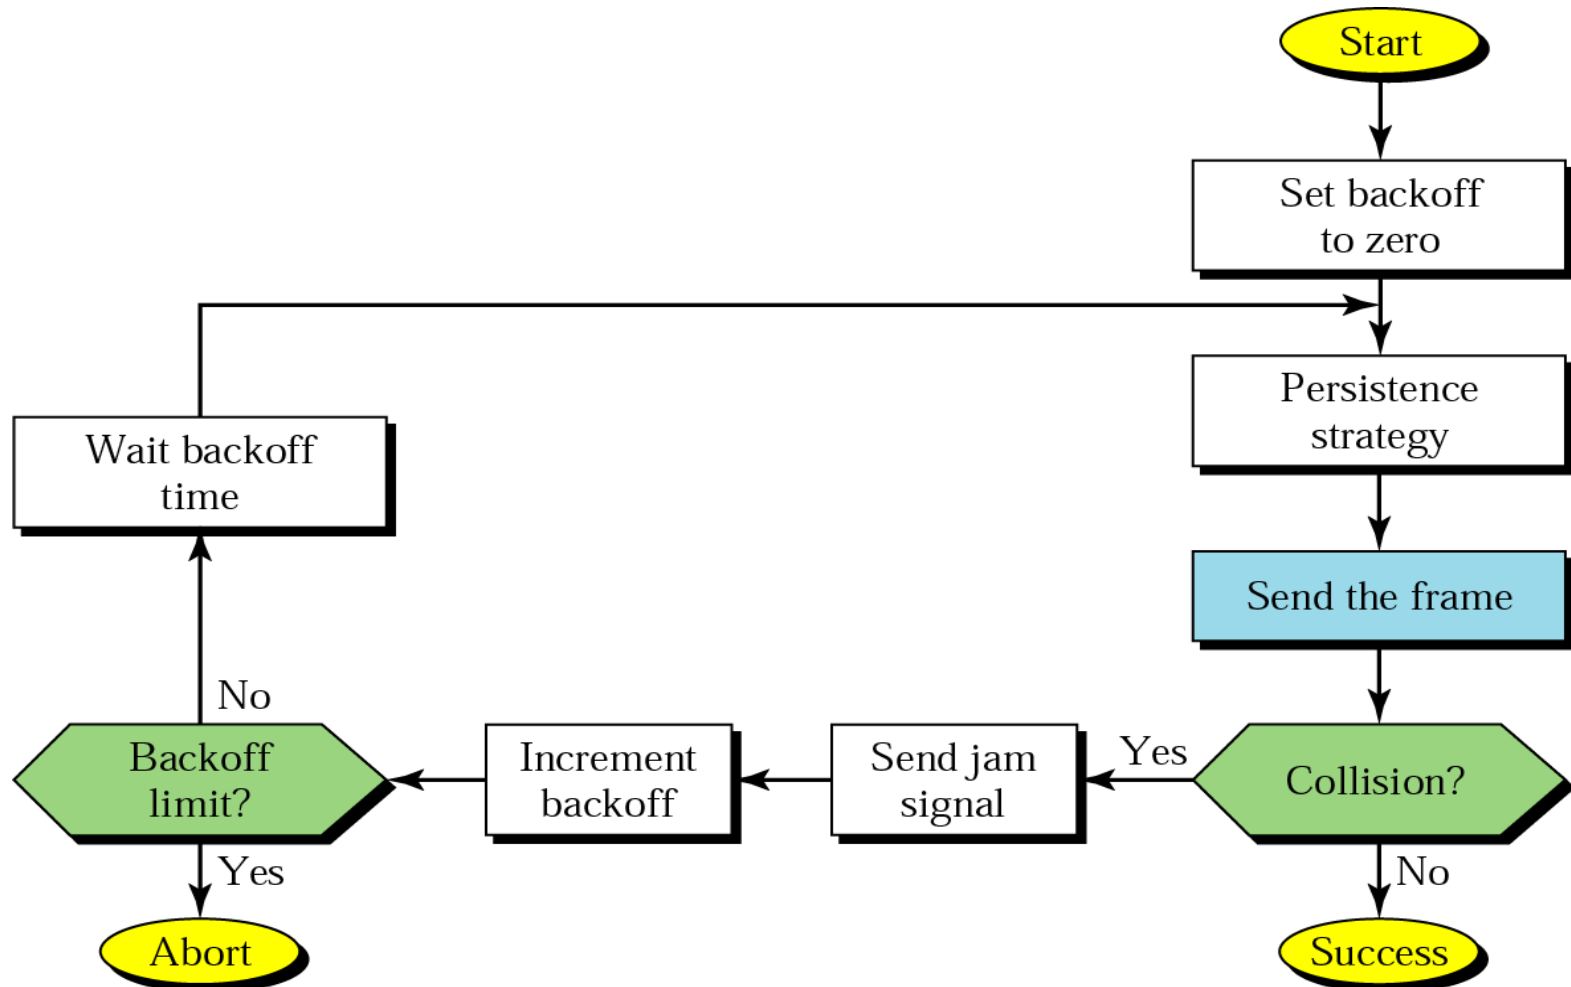 Start
Set backoff
to zero
Persistence
strategy
Wait backoff
time
Send the frame
No
Backoff
limit?
Increment
backoff
Send jam
signal
Yes
Collision?
Yes
No
Abort
Success